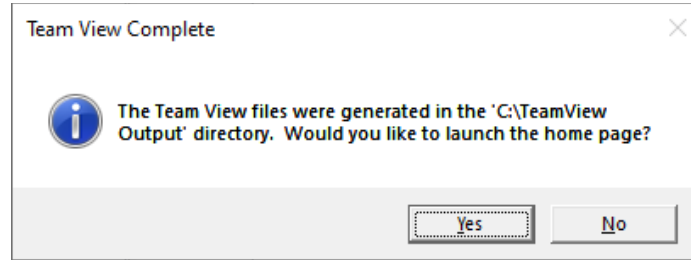 Team View Complete
The Team View files were generated in the 'C:\TeamView
Output' directory.  Would you like to launch the home page?
Yes
No